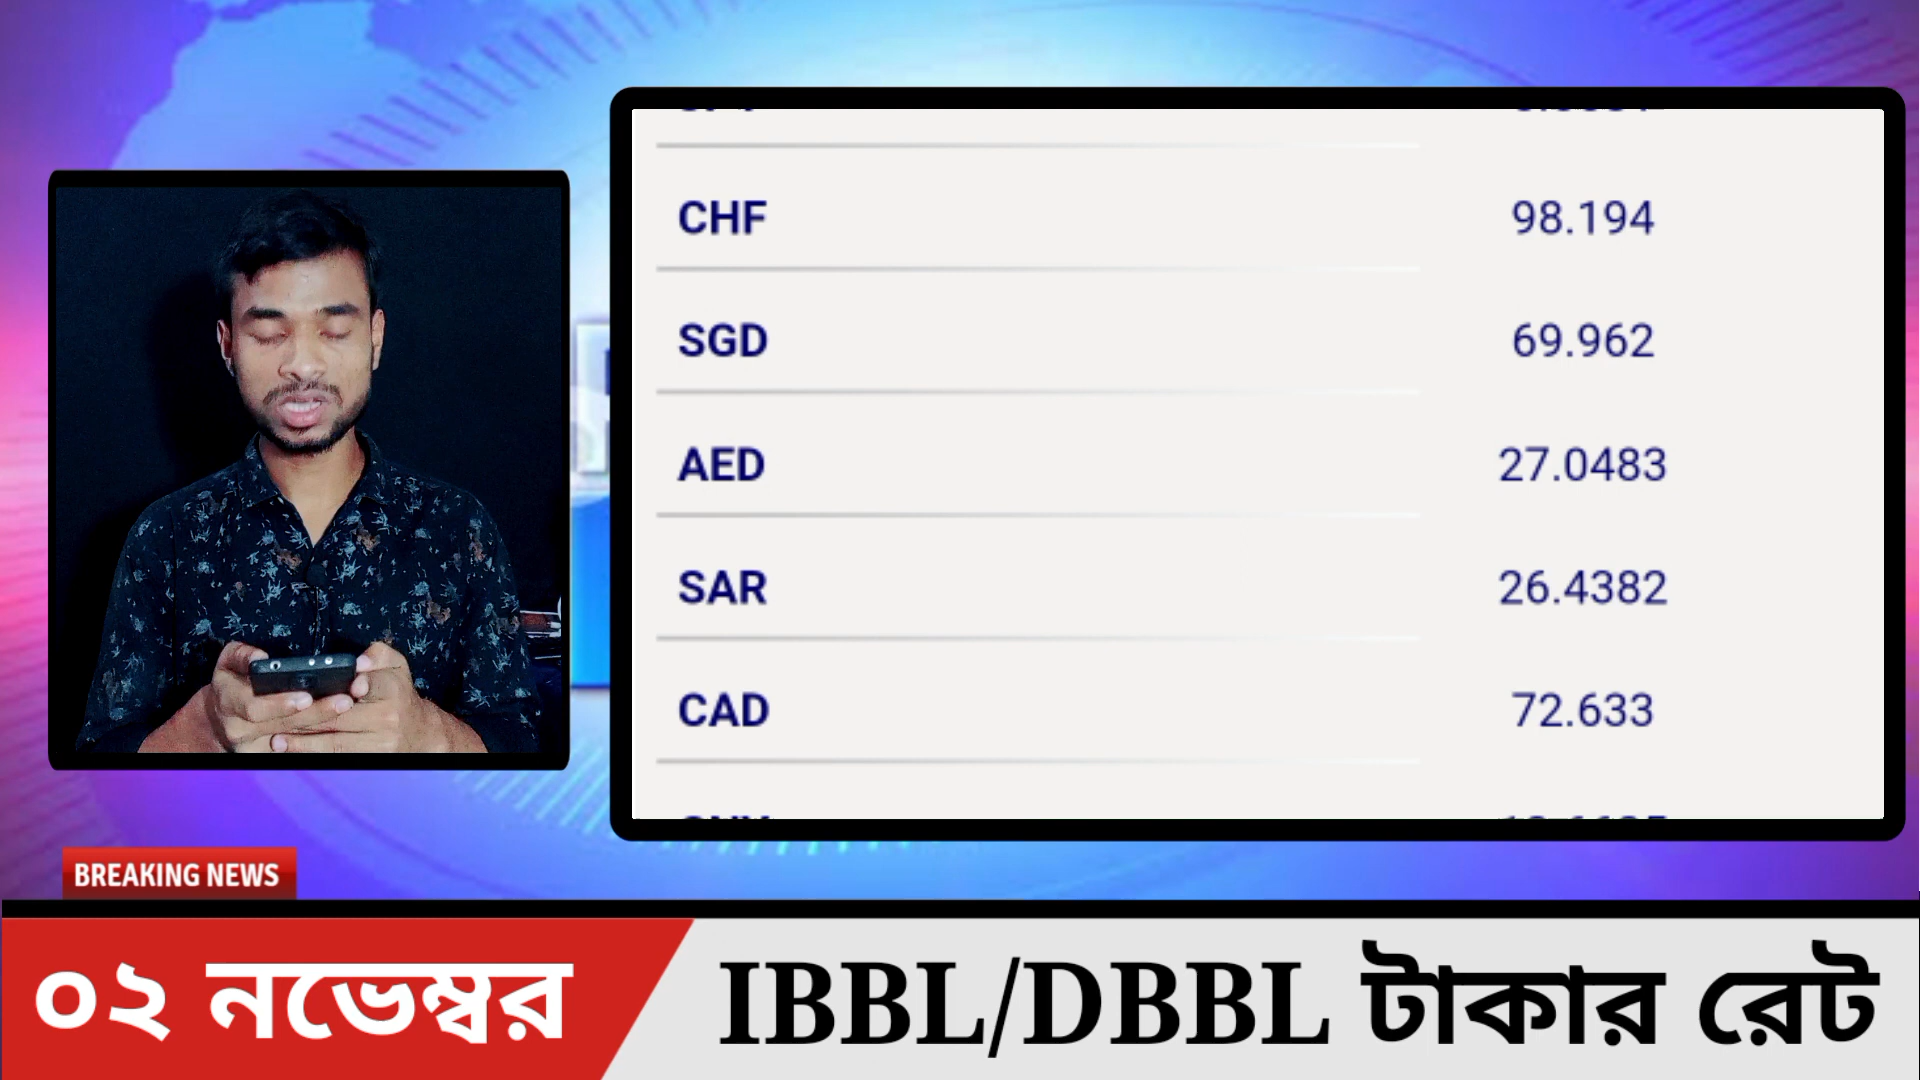 CHF 98.194
SGD 69.962
AED 27.0483
SAR 26.4382
CAD 72.633
BREAKING NEWS
০২ নভেম্বর
IBBL/DBBL টাকার রেট